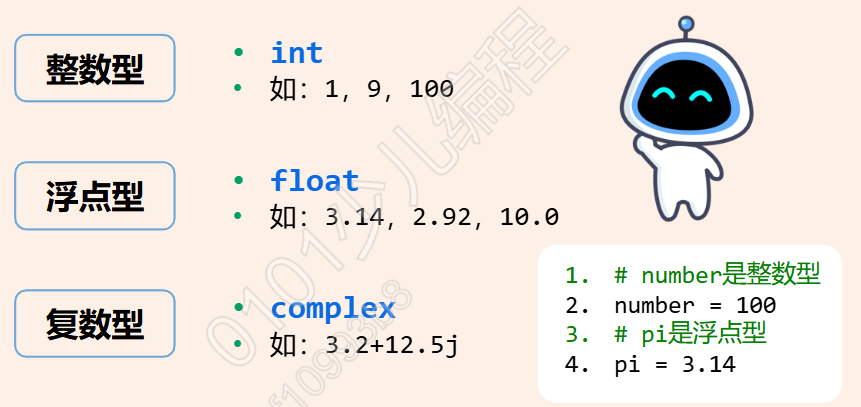 整数型
• int
• 如：1，9，100
浮点型
• float
• 如：3.14，2.92，10.0
复数型
• complex
• 如：3.2+12.5j
1. # number是整数型
2. number = 100
3. # pi是浮点型
4. pi = 3.14
0101少儿编程